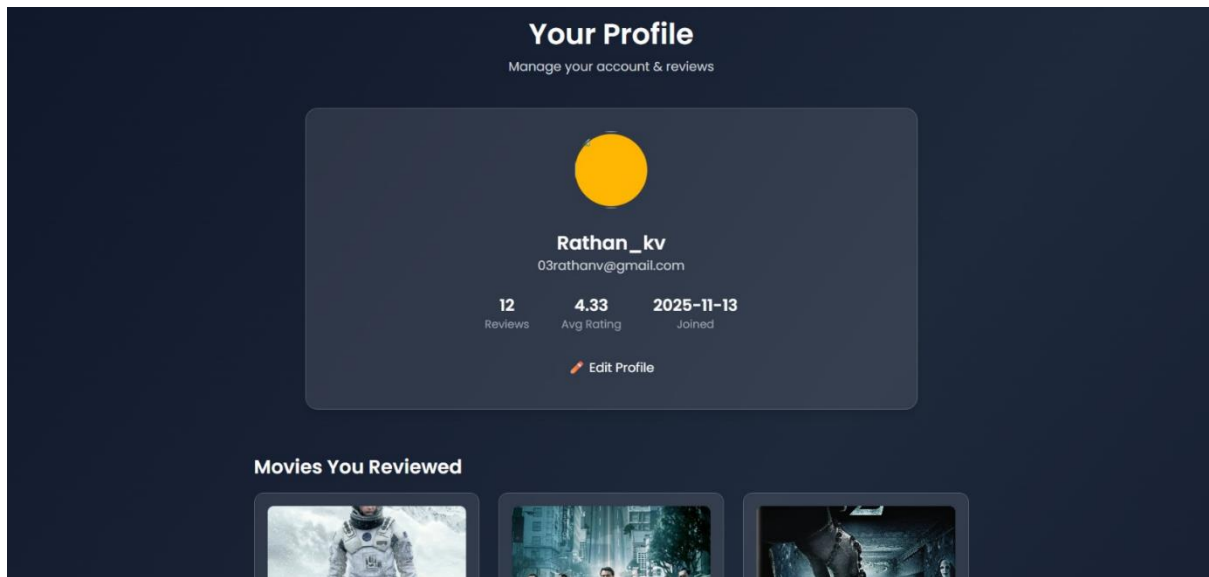 Your Profile
Manage your account & reviews
Rathan_kv
03rathanv@gmail.com
12 4.33 2025-11-13
Reviews Avg Rating Joined
Edit Profile
Movies You Reviewed